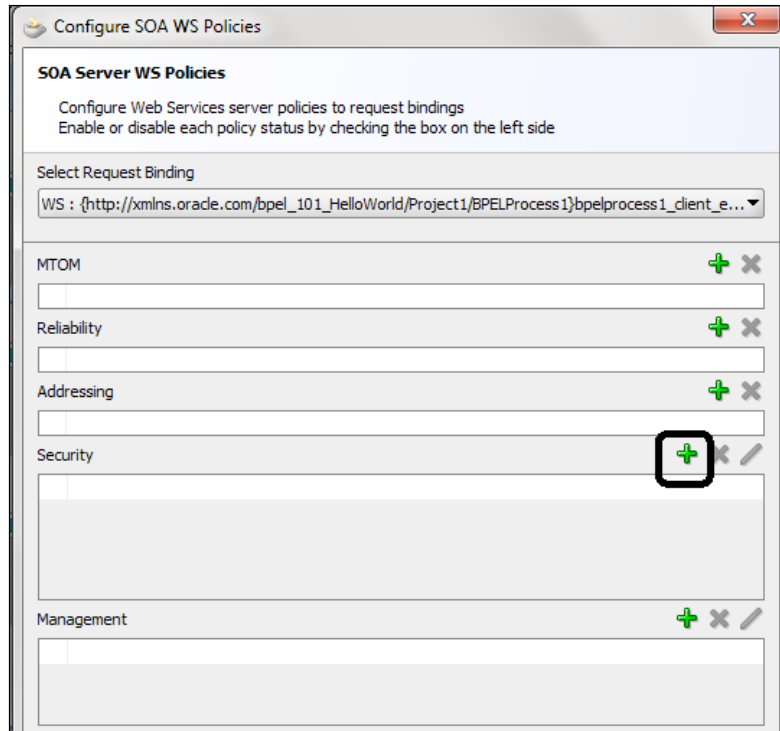 Configure SOA WS Policies
SOA Server WS Policies
Configure Web Services server policies to request bindings
Enable or disable each policy status by checking the box on the left side
Select Request Binding
WS : {http://xmlns.oracle.com/bpel_101_HelloWorld/Project1/BPELProcess1}bpelprocess1_client_e...
MTOM
Reliability
Addressing
Security
Management